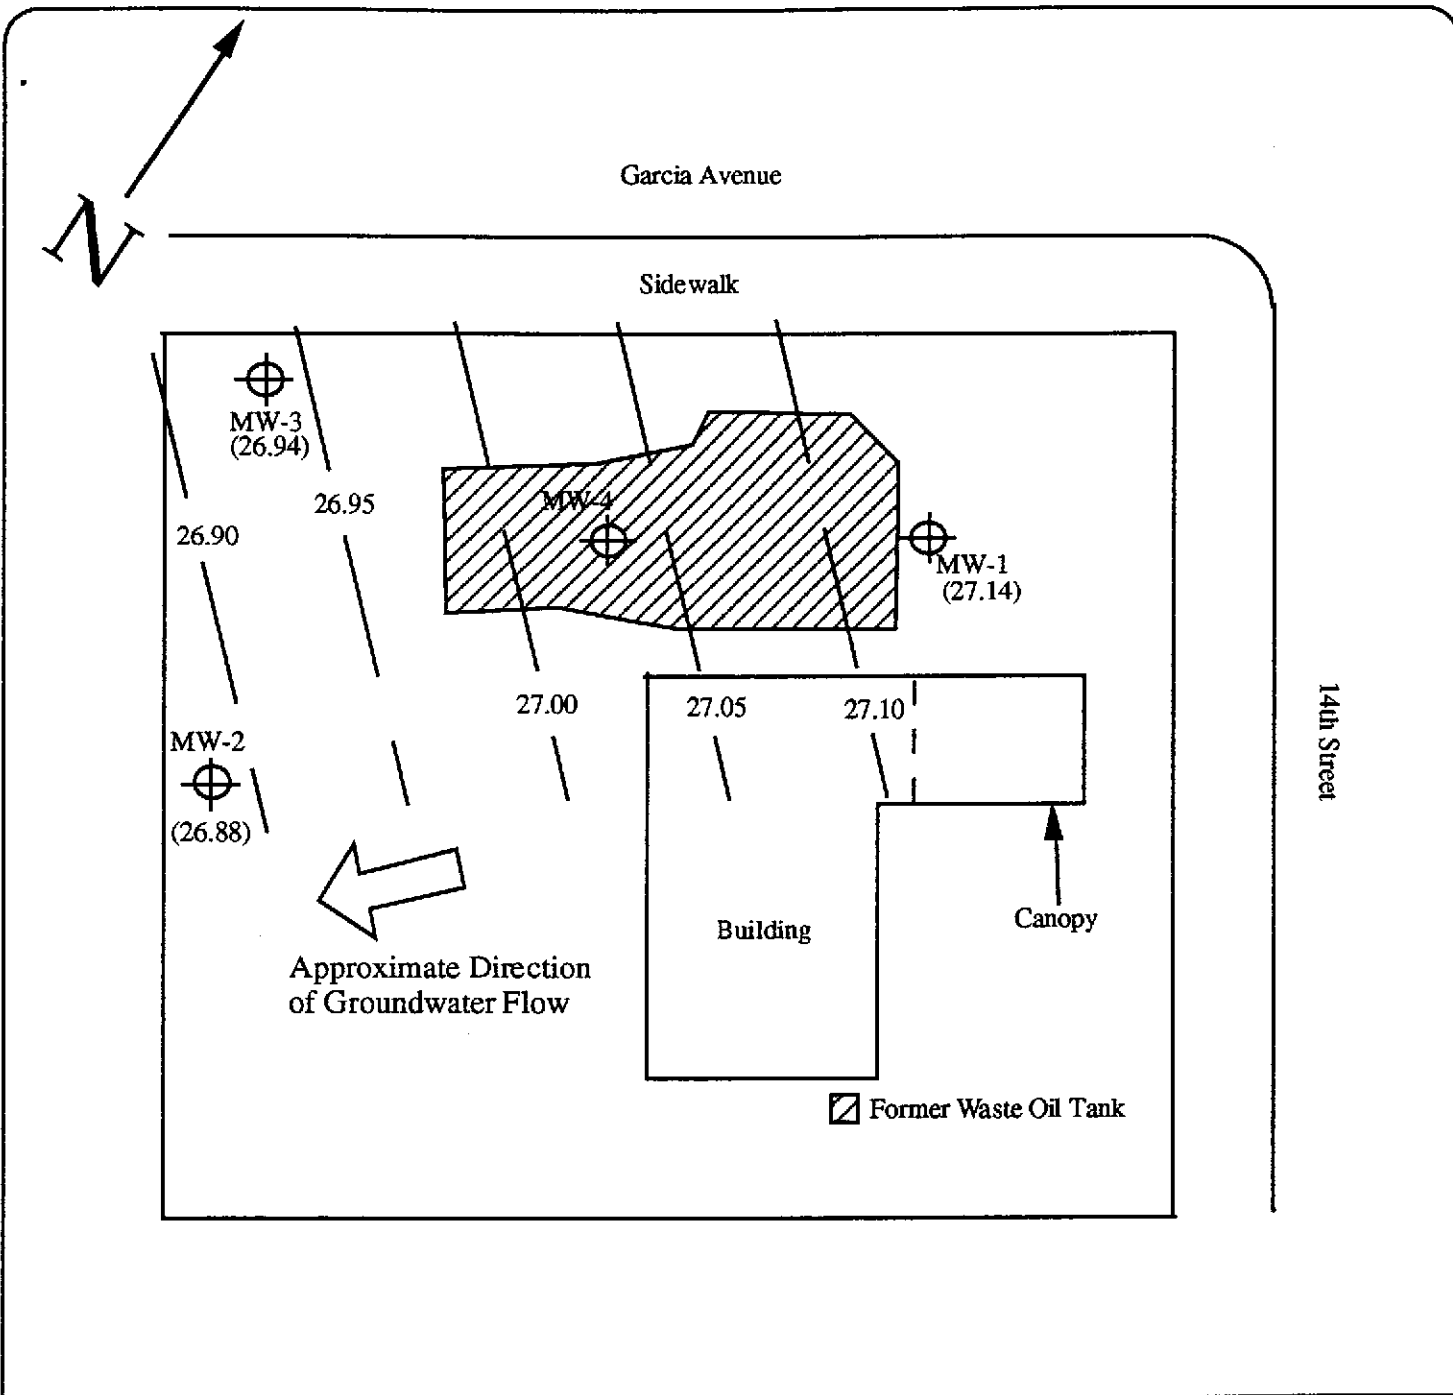 N
Garcia Avenue
Sidewalk
MW-3
(26.94)
26.95
MW-4
26.90
MW-1
(27.14)
27.00
27.05
27.10
14th Street
MW-2
(26.88)
Building
Canopy
Approximate Direction
of Groundwater Flow
Former Waste Oil Tank